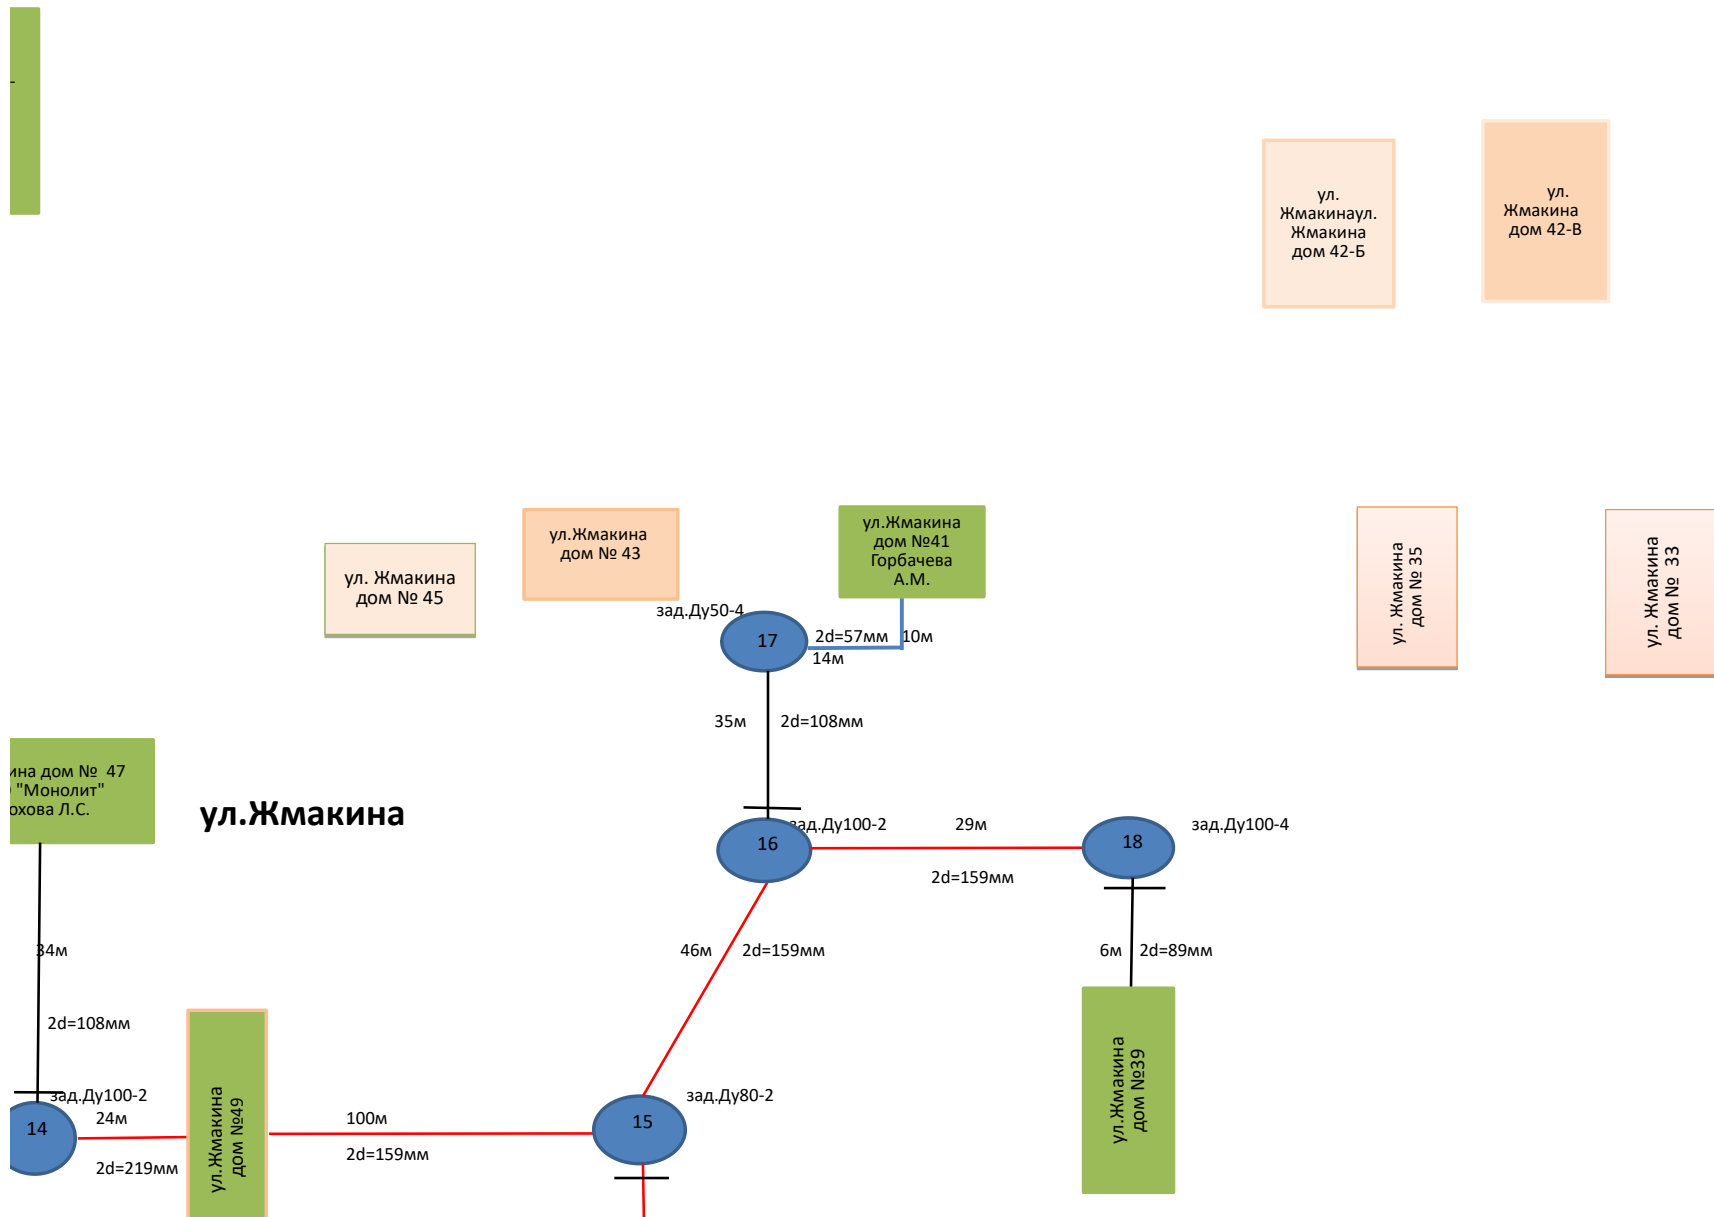 -
ул.
Жмакинаул.
Жмакина
дом 42-Б
ул.
Жмакина
дом 42-В
ул. Жмакина
дом № 45
ул.Жмакина
дом № 43
ул.Жмакина
дом №41
Горбачева
А.М.
ул. Жмакина
дом № 35
ул. Жмакина
дом № 33
зад.Ду50-4
17
2d=57мм
10м
14м
35м
2d=108мм
дом № 47
"Монолит"
Л.С.
ул.Жмакина
зад.Ду100-2
16
29м
2d=159мм
18
зад.Ду100-4
34м
46м
2d=159мм
6м
2d=89мм
2d=108мм
ул.Жмакина
дом №49
ул.Жмакина
дом №39
зад.Ду100-2
14
24м
2d=219мм
100м
2d=159мм
15
зад.Ду80-2